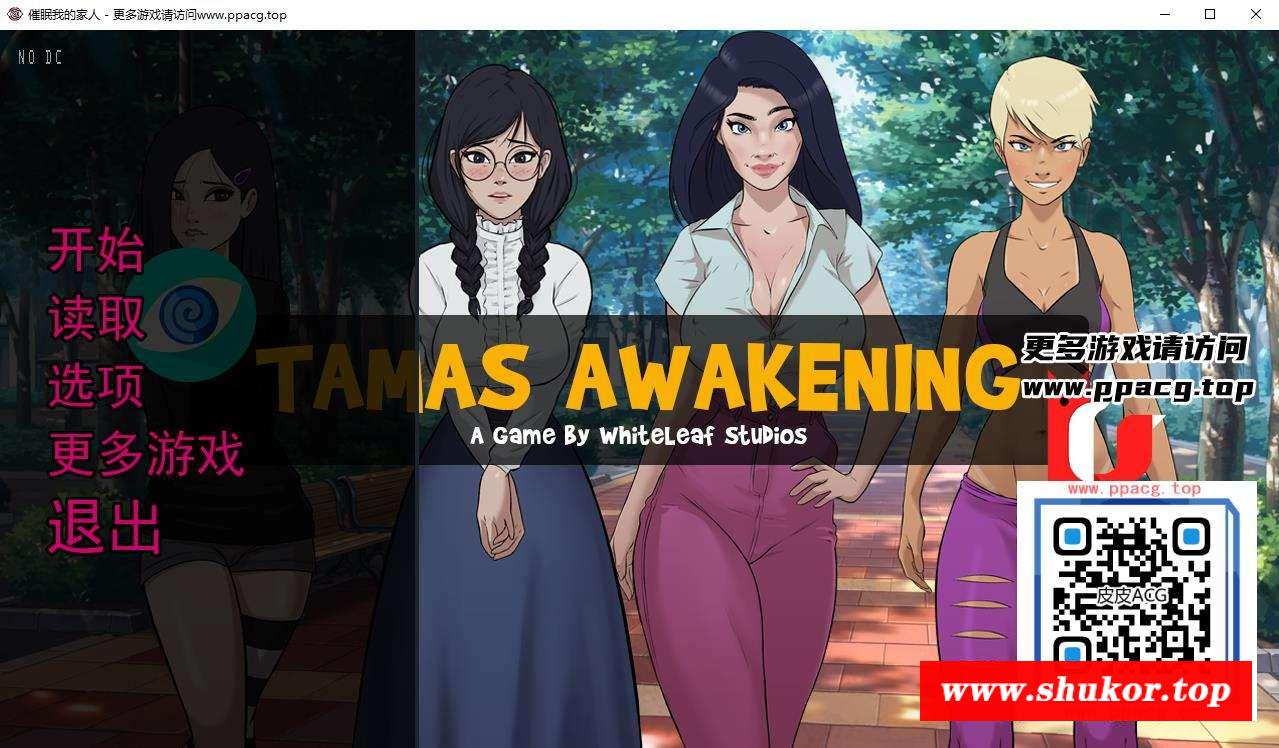 催眠我的家人 - 更多游戏请访问www.ppacg.top
NO DC
开始
读取
选项
更多游戏
退出
TAMAS AWAKENING
A Game By WhiteLeaf Studios
更多游戏请访问
www.ppacg.top
www.ppacg.top
皮皮ACG
www.shukor.top